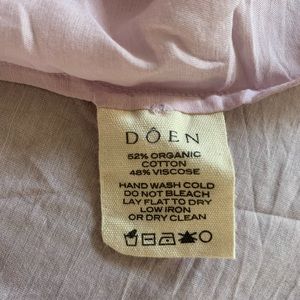 DÔEN
52% ORGANIC
COTTON
48% VISCOSE
HAND WASH COLD
DO NOT BLEACH
LAY FLAT TO DRY
LOW IRON
OR DRY CLEAN